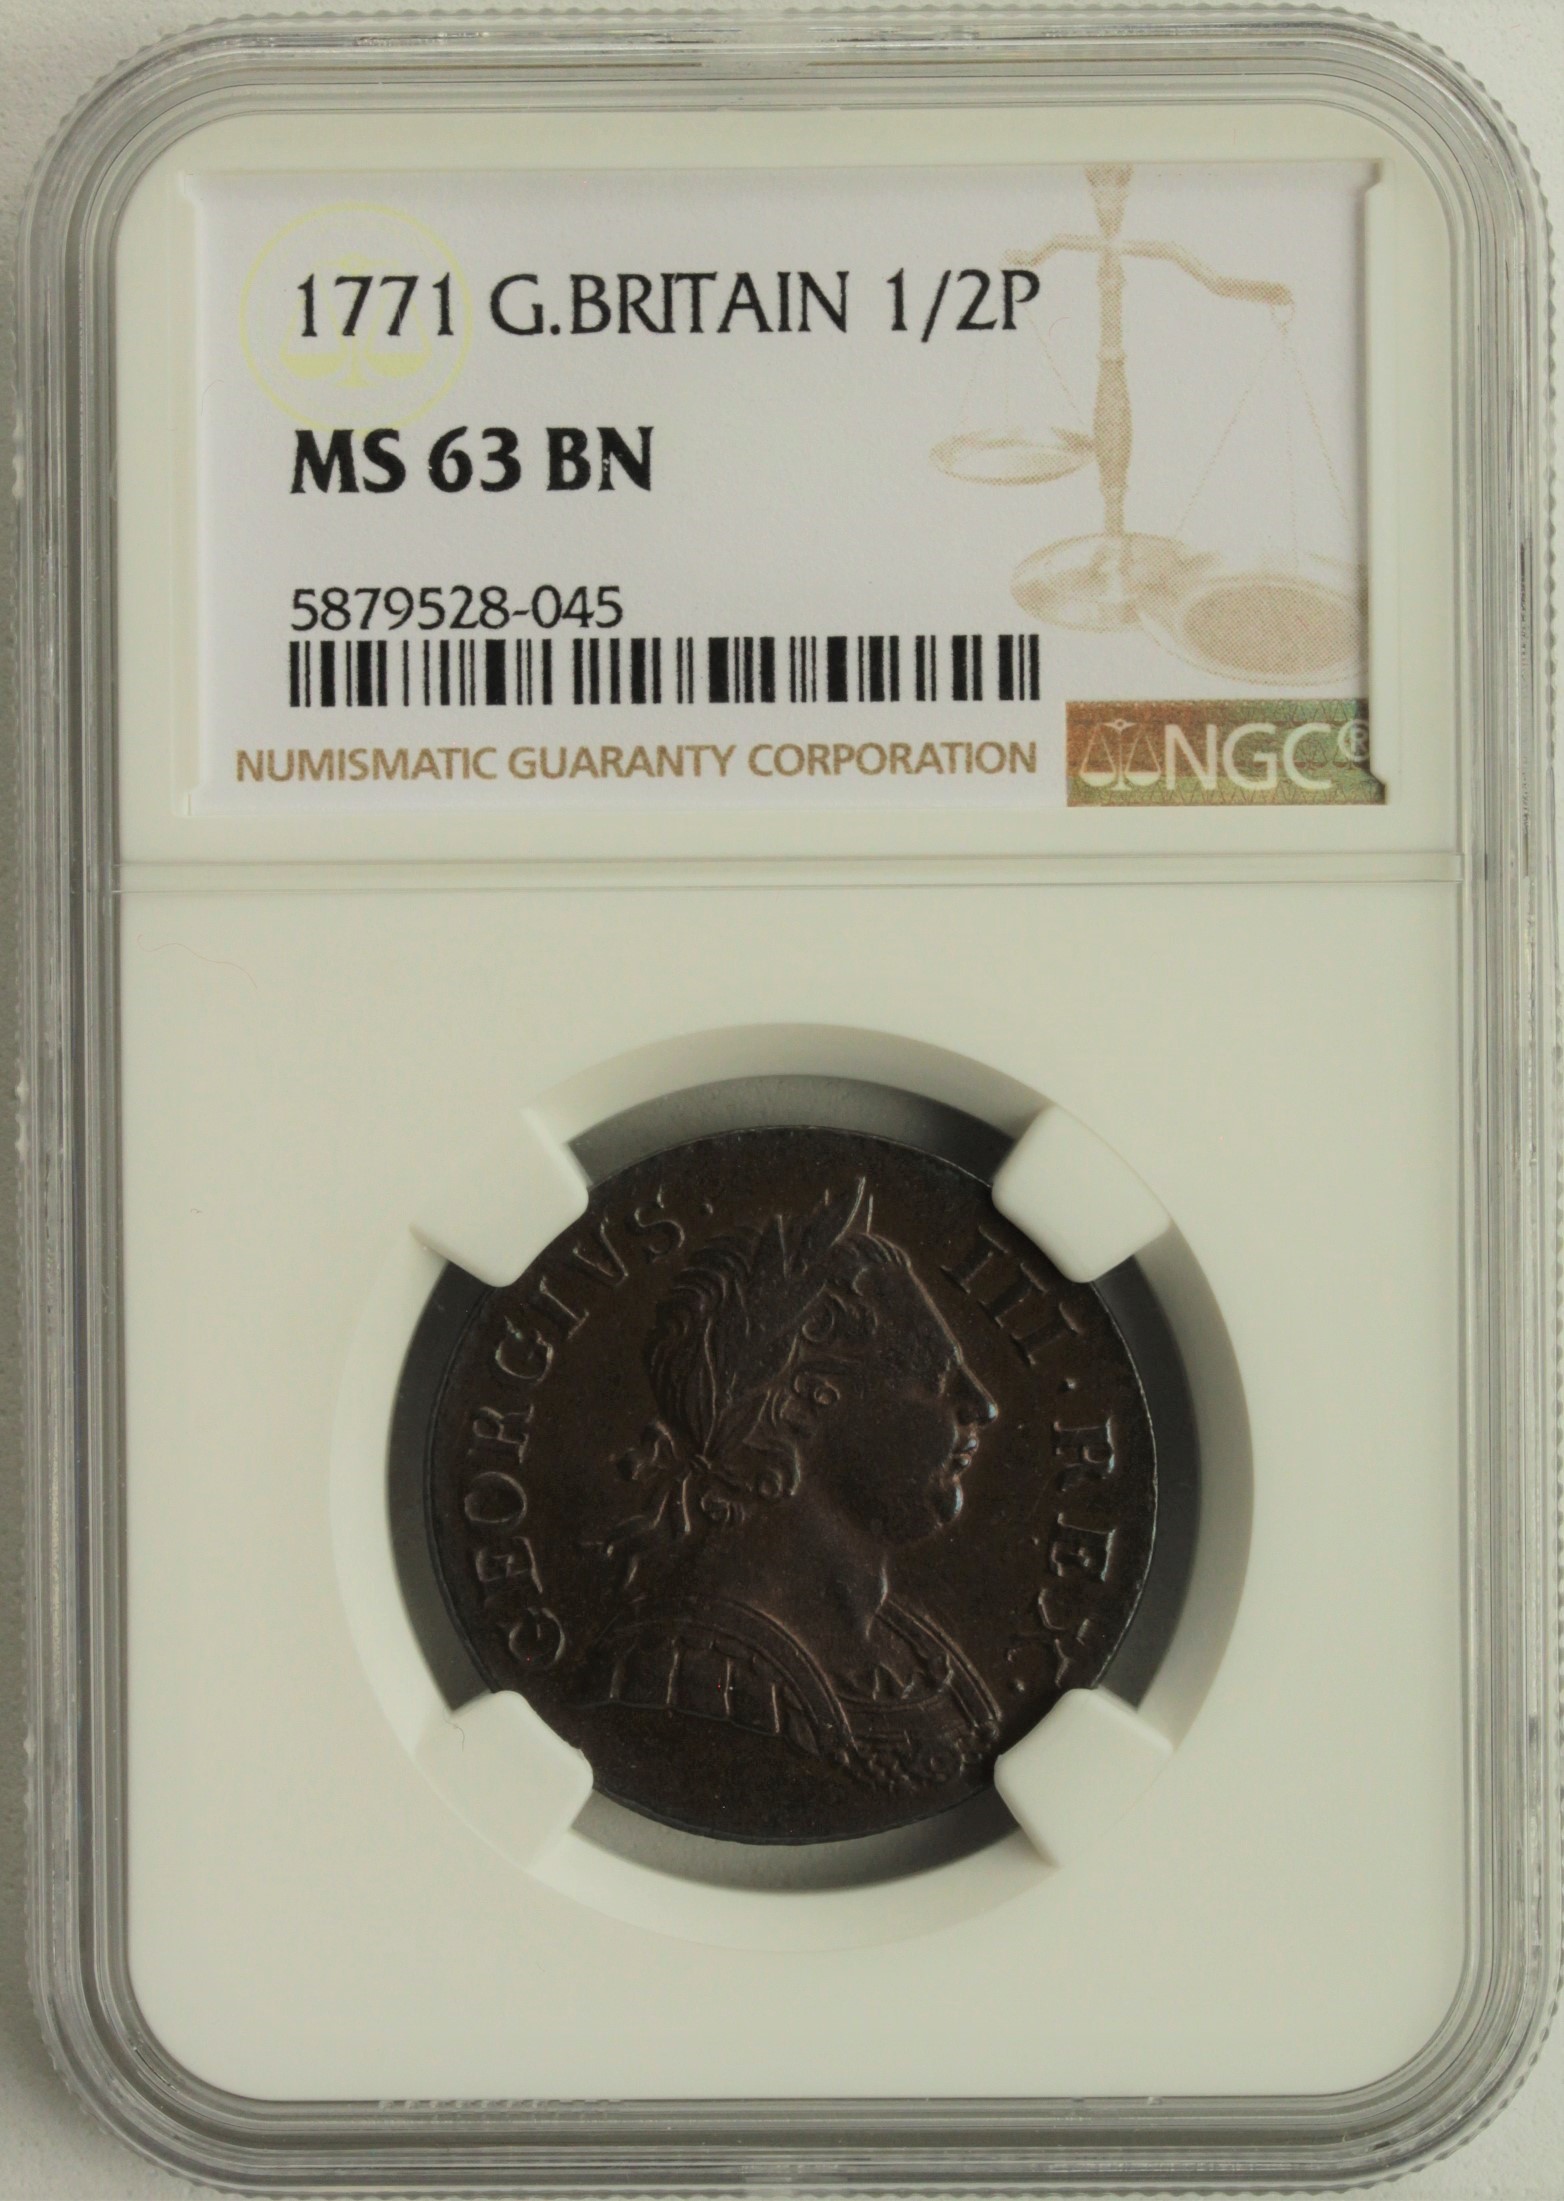 1771 G.BRITAIN 1/2P
MS 63 BN
5879528-045
NUMISMATIC GUARANTY CORPORATION
NGC®
GEORGIVS · III · REX ·